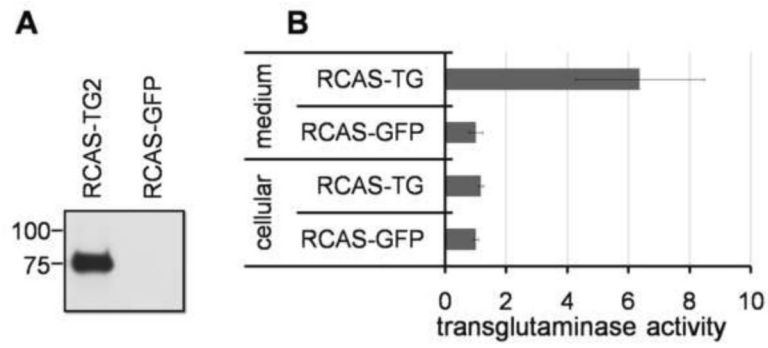 A
RCAS-TG2
RCAS-GFP
100
75
B
medium
RCAS-TG
RCAS-GFP
cellular
RCAS-TG
RCAS-GFP
0 2 4 6 8 10
transglutaminase activity